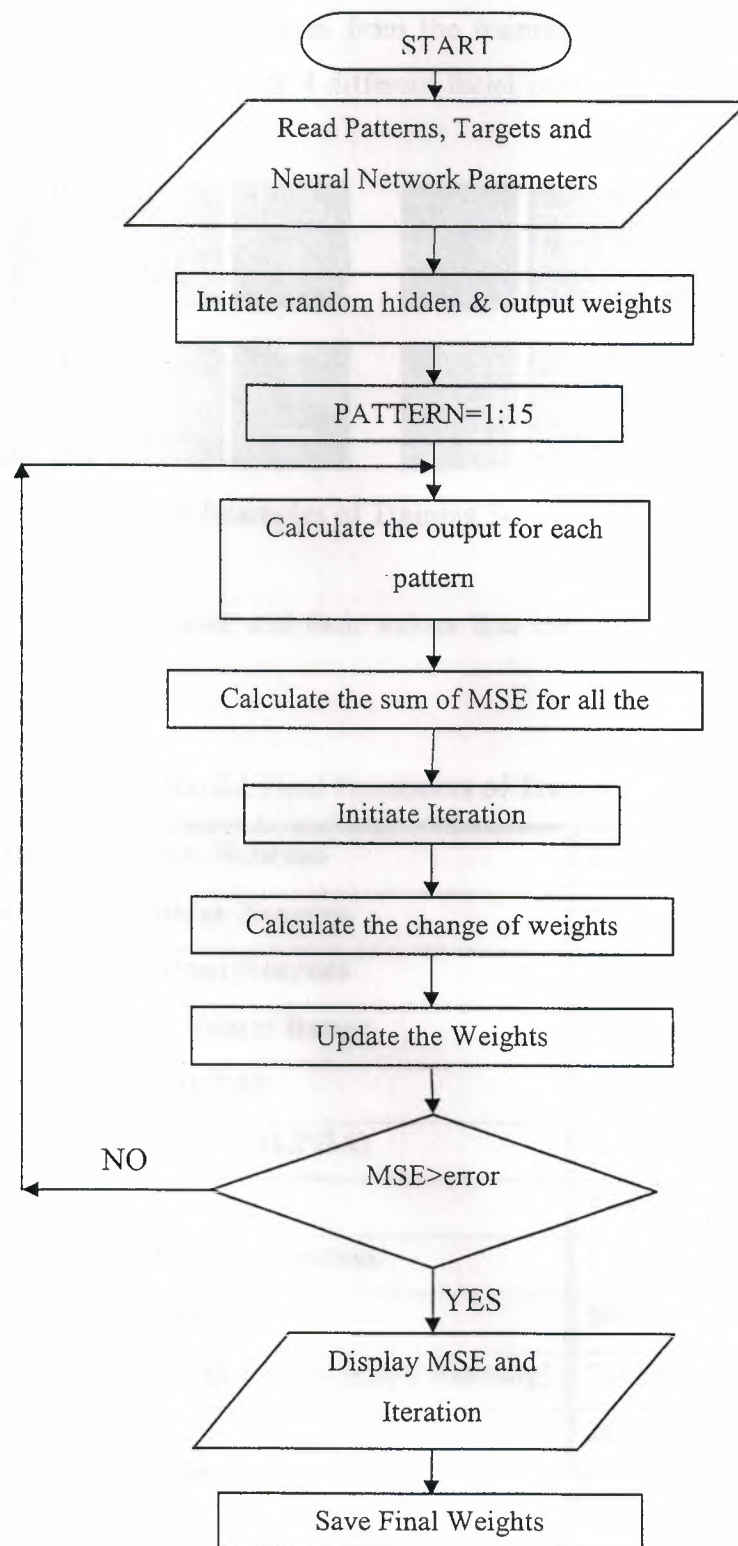 START
Read Patterns, Targets and
Neural Network Parameters
Initiate random hidden & output weights
PATTERN=1:15
Calculate the output for each
pattern
Calculate the sum of MSE for all the
Initiate Iteration
Calculate the change of weights
Update the Weights
MSE>error
NO
YES
Display MSE and
Iteration
Save Final Weights